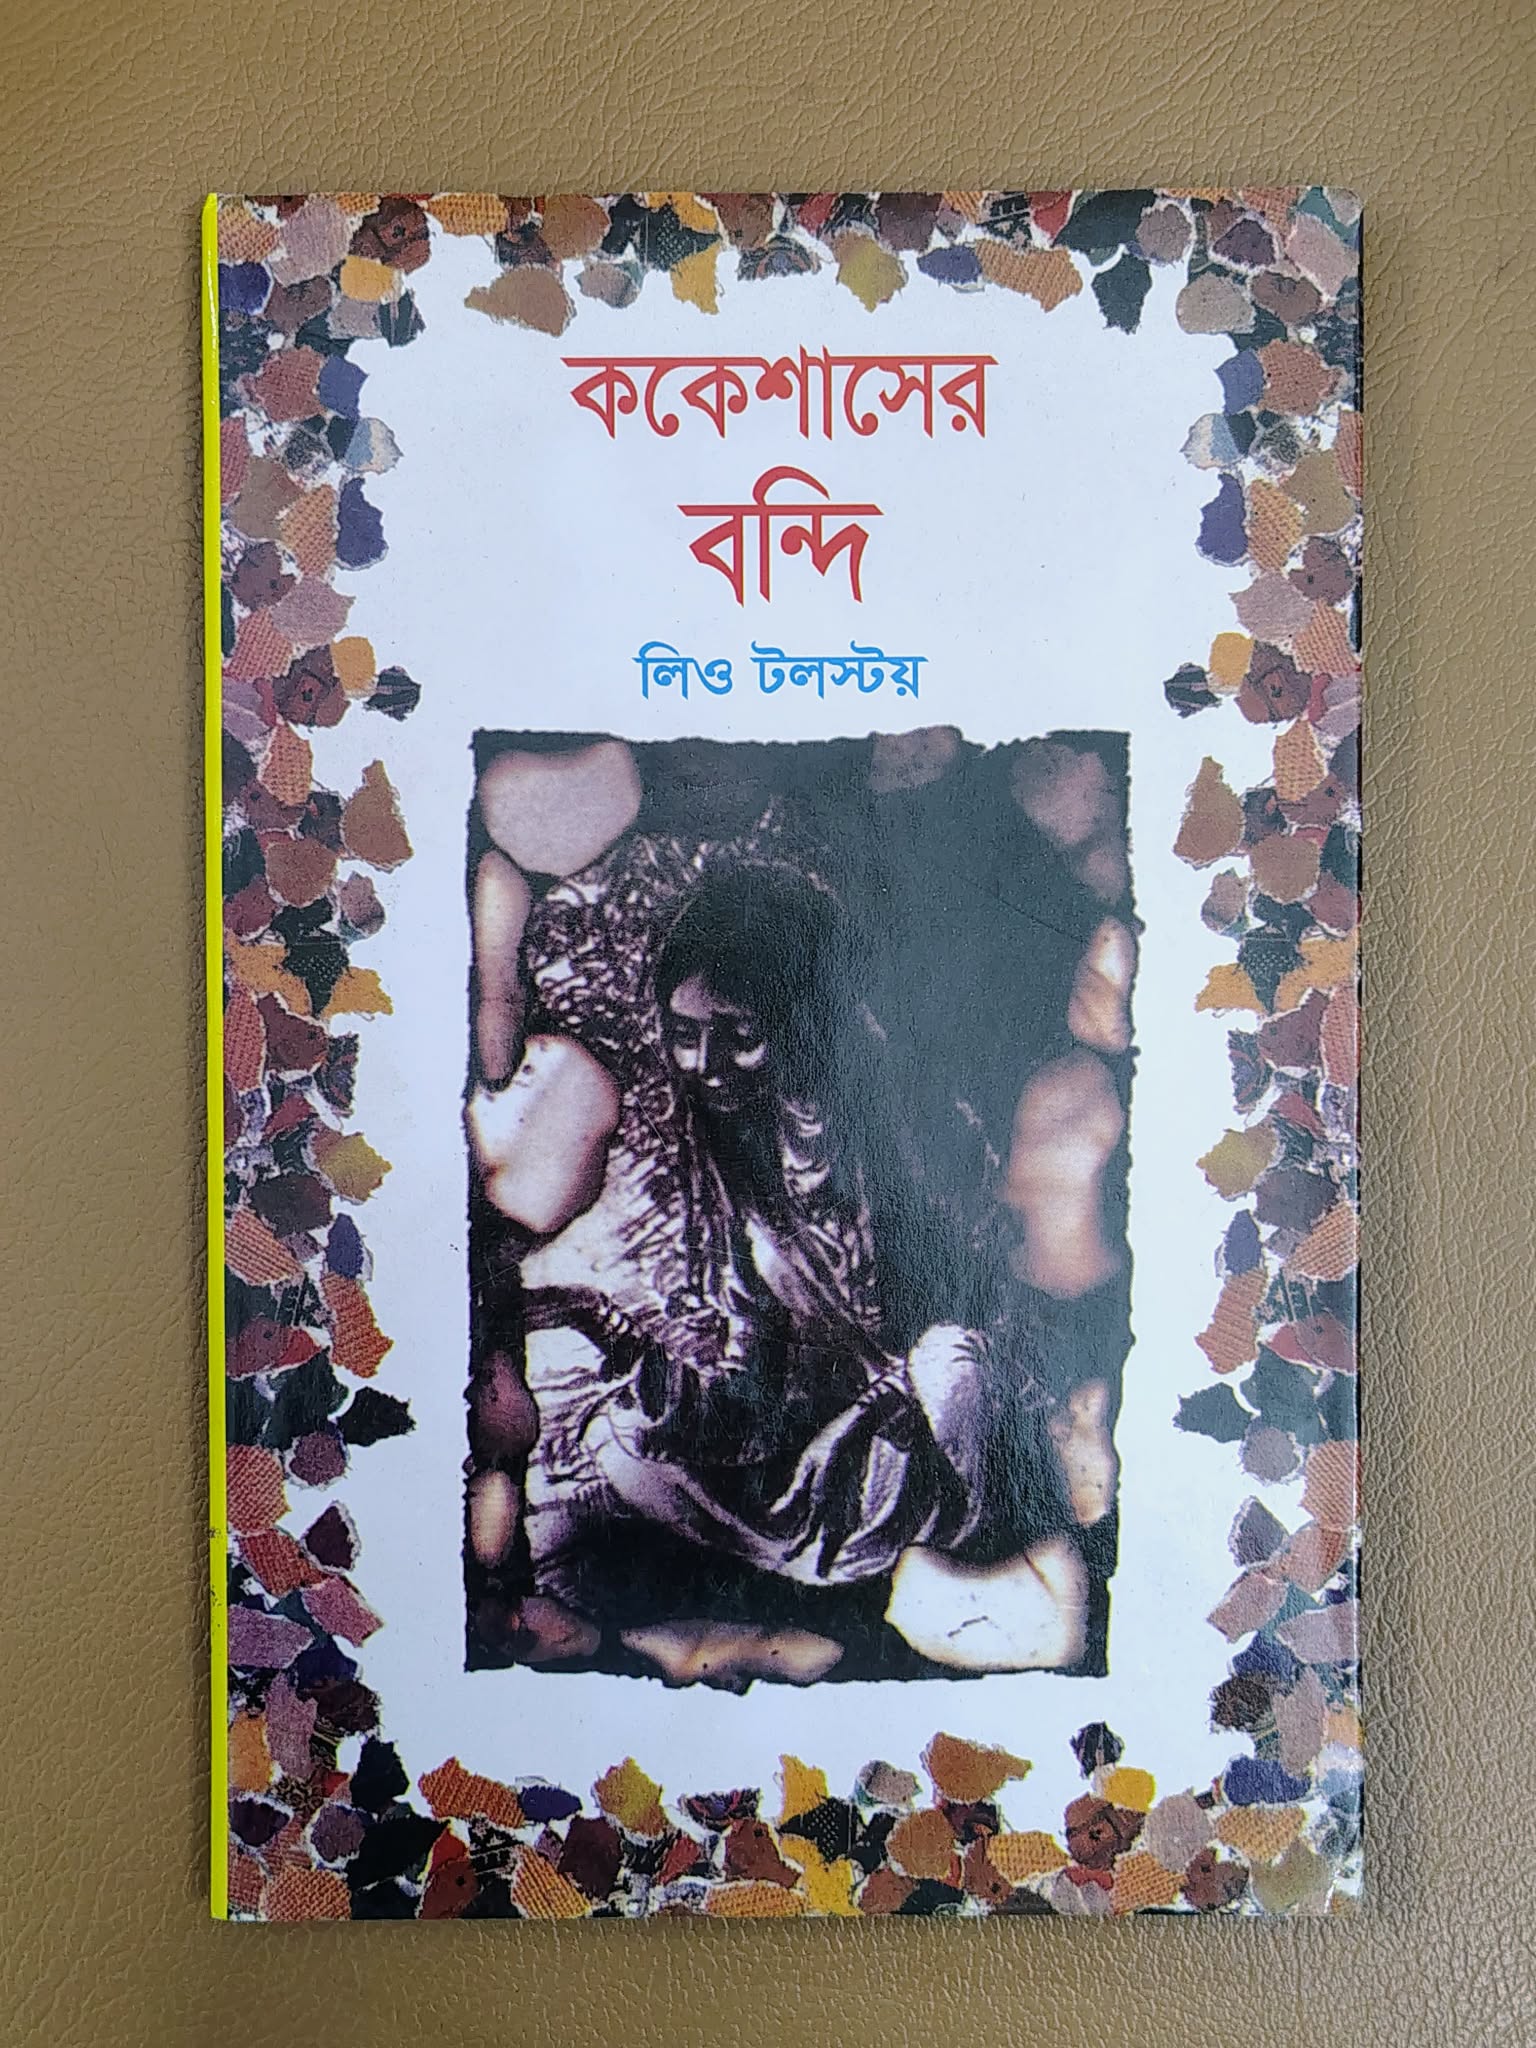 ককেশাসের
বন্দি
লিও টলস্টয়